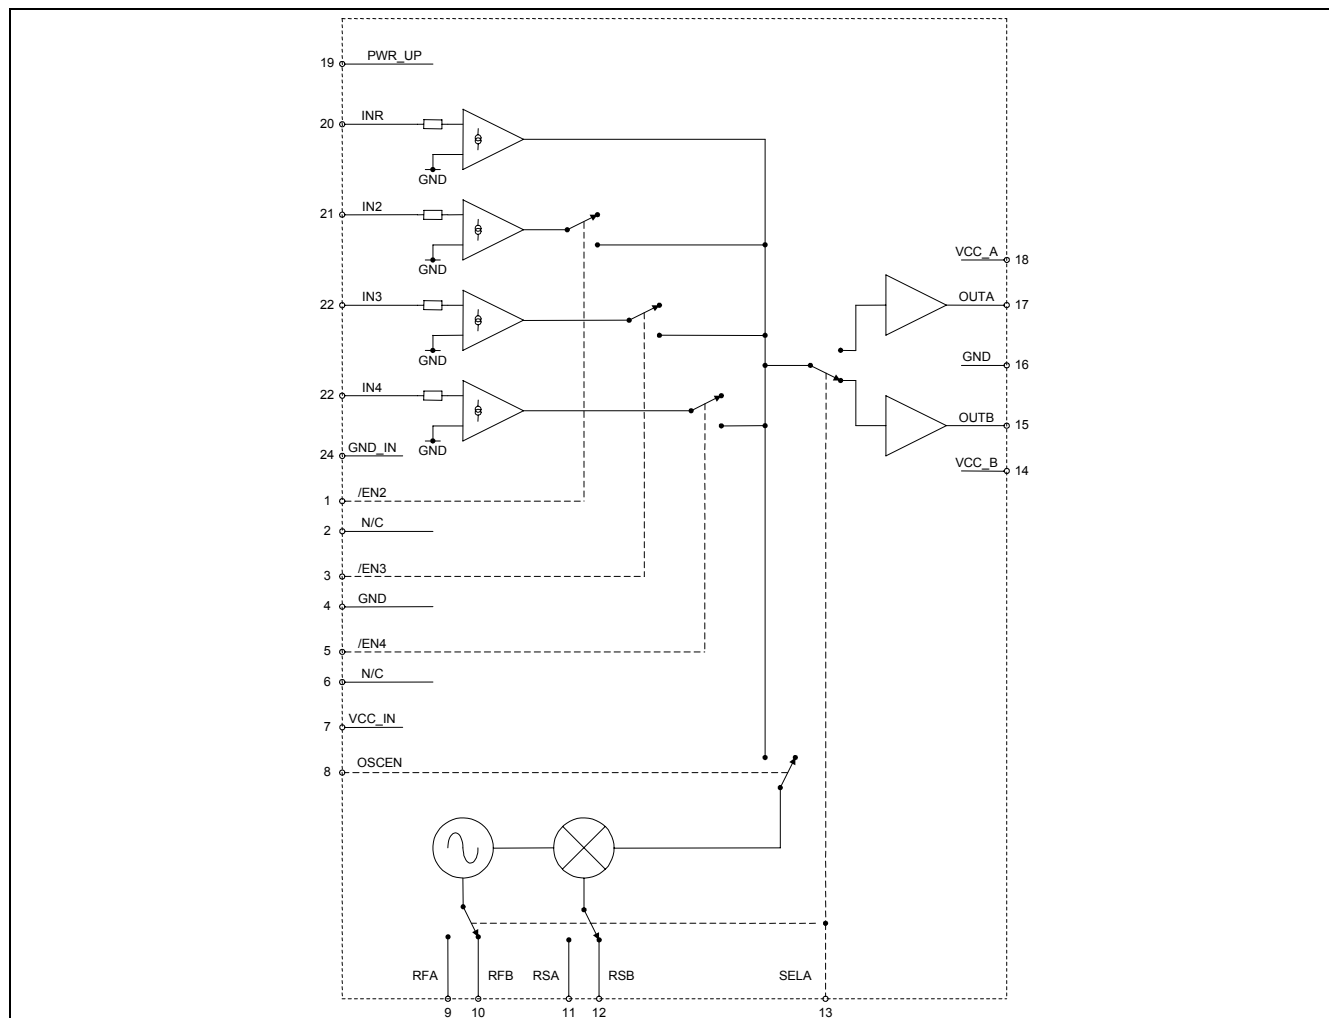 19 PWR_UP
20 INR
GND
21 IN2
GND
22 IN3
GND
22 IN4
GND
24 GND_IN
1 /EN2
2 N/C
3 /EN3
4 GND
5 /EN4
6 N/C
7 VCC_IN
8 OSCEN
VCC_A 18
OUTA 17
GND 16
OUTB 15
VCC_B 14
RFA RFB RSA RSB SELA
9 10 11 12 13